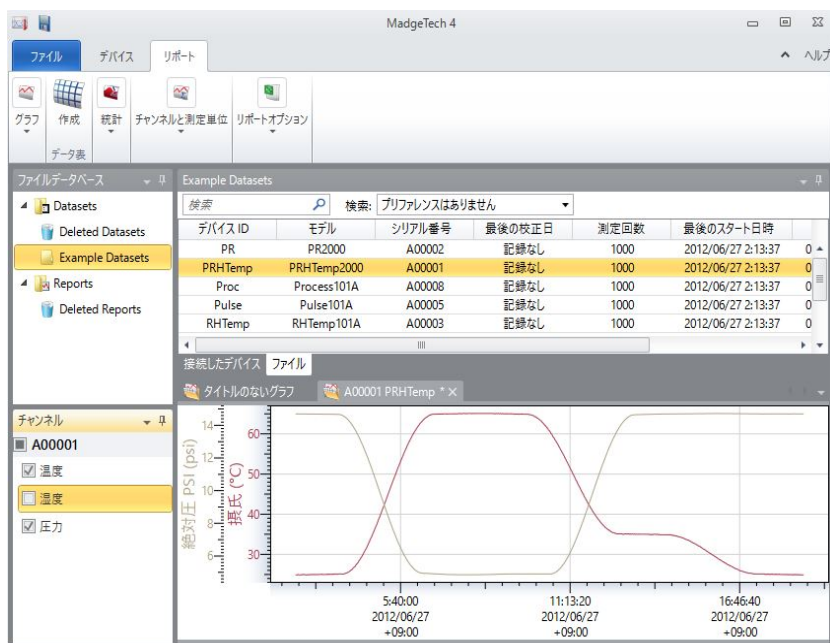 MadgeTech 4
ファイル デバイス リポート ヘルプ
グラフ 作成 統計 チャンネルと測定単位 リポートオプション
データ表
ファイルデータベース
Datasets
Deleted Datasets
Example Datasets
Reports
Deleted Reports
Example Datasets
検索 検索: プリファレンスはありません
デバイス ID モデル シリアル番号 最後の校正日 測定回数 最後のスタート日時
PR PR2000 A00002 記録なし 1000 2012/06/27 2:13:37 0
PRHTemp PRHTemp2000 A00001 記録なし 1000 2012/06/27 2:13:37 0
Proc Process101A A00008 記録なし 1000 2012/06/27 2:13:37 0
Pulse Pulse101A A00005 記録なし 1000 2012/06/27 2:13:37 0
RHTemp RHTemp101A A00003 記録なし 1000 2012/06/27 2:13:37 0
接続したデバイス ファイル
タイトルのないグラフ A00001 PRHTemp *
チャンネル
A00001
温度
湿度
圧力
絶対圧 PSI (psi)
14
12
10
8
6
摂氏 (°C)
60
50
40
30
5:40:00 11:13:20 16:46:40
2012/06/27 2012/06/27 2012/06/27
+09:00 +09:00 +09:00